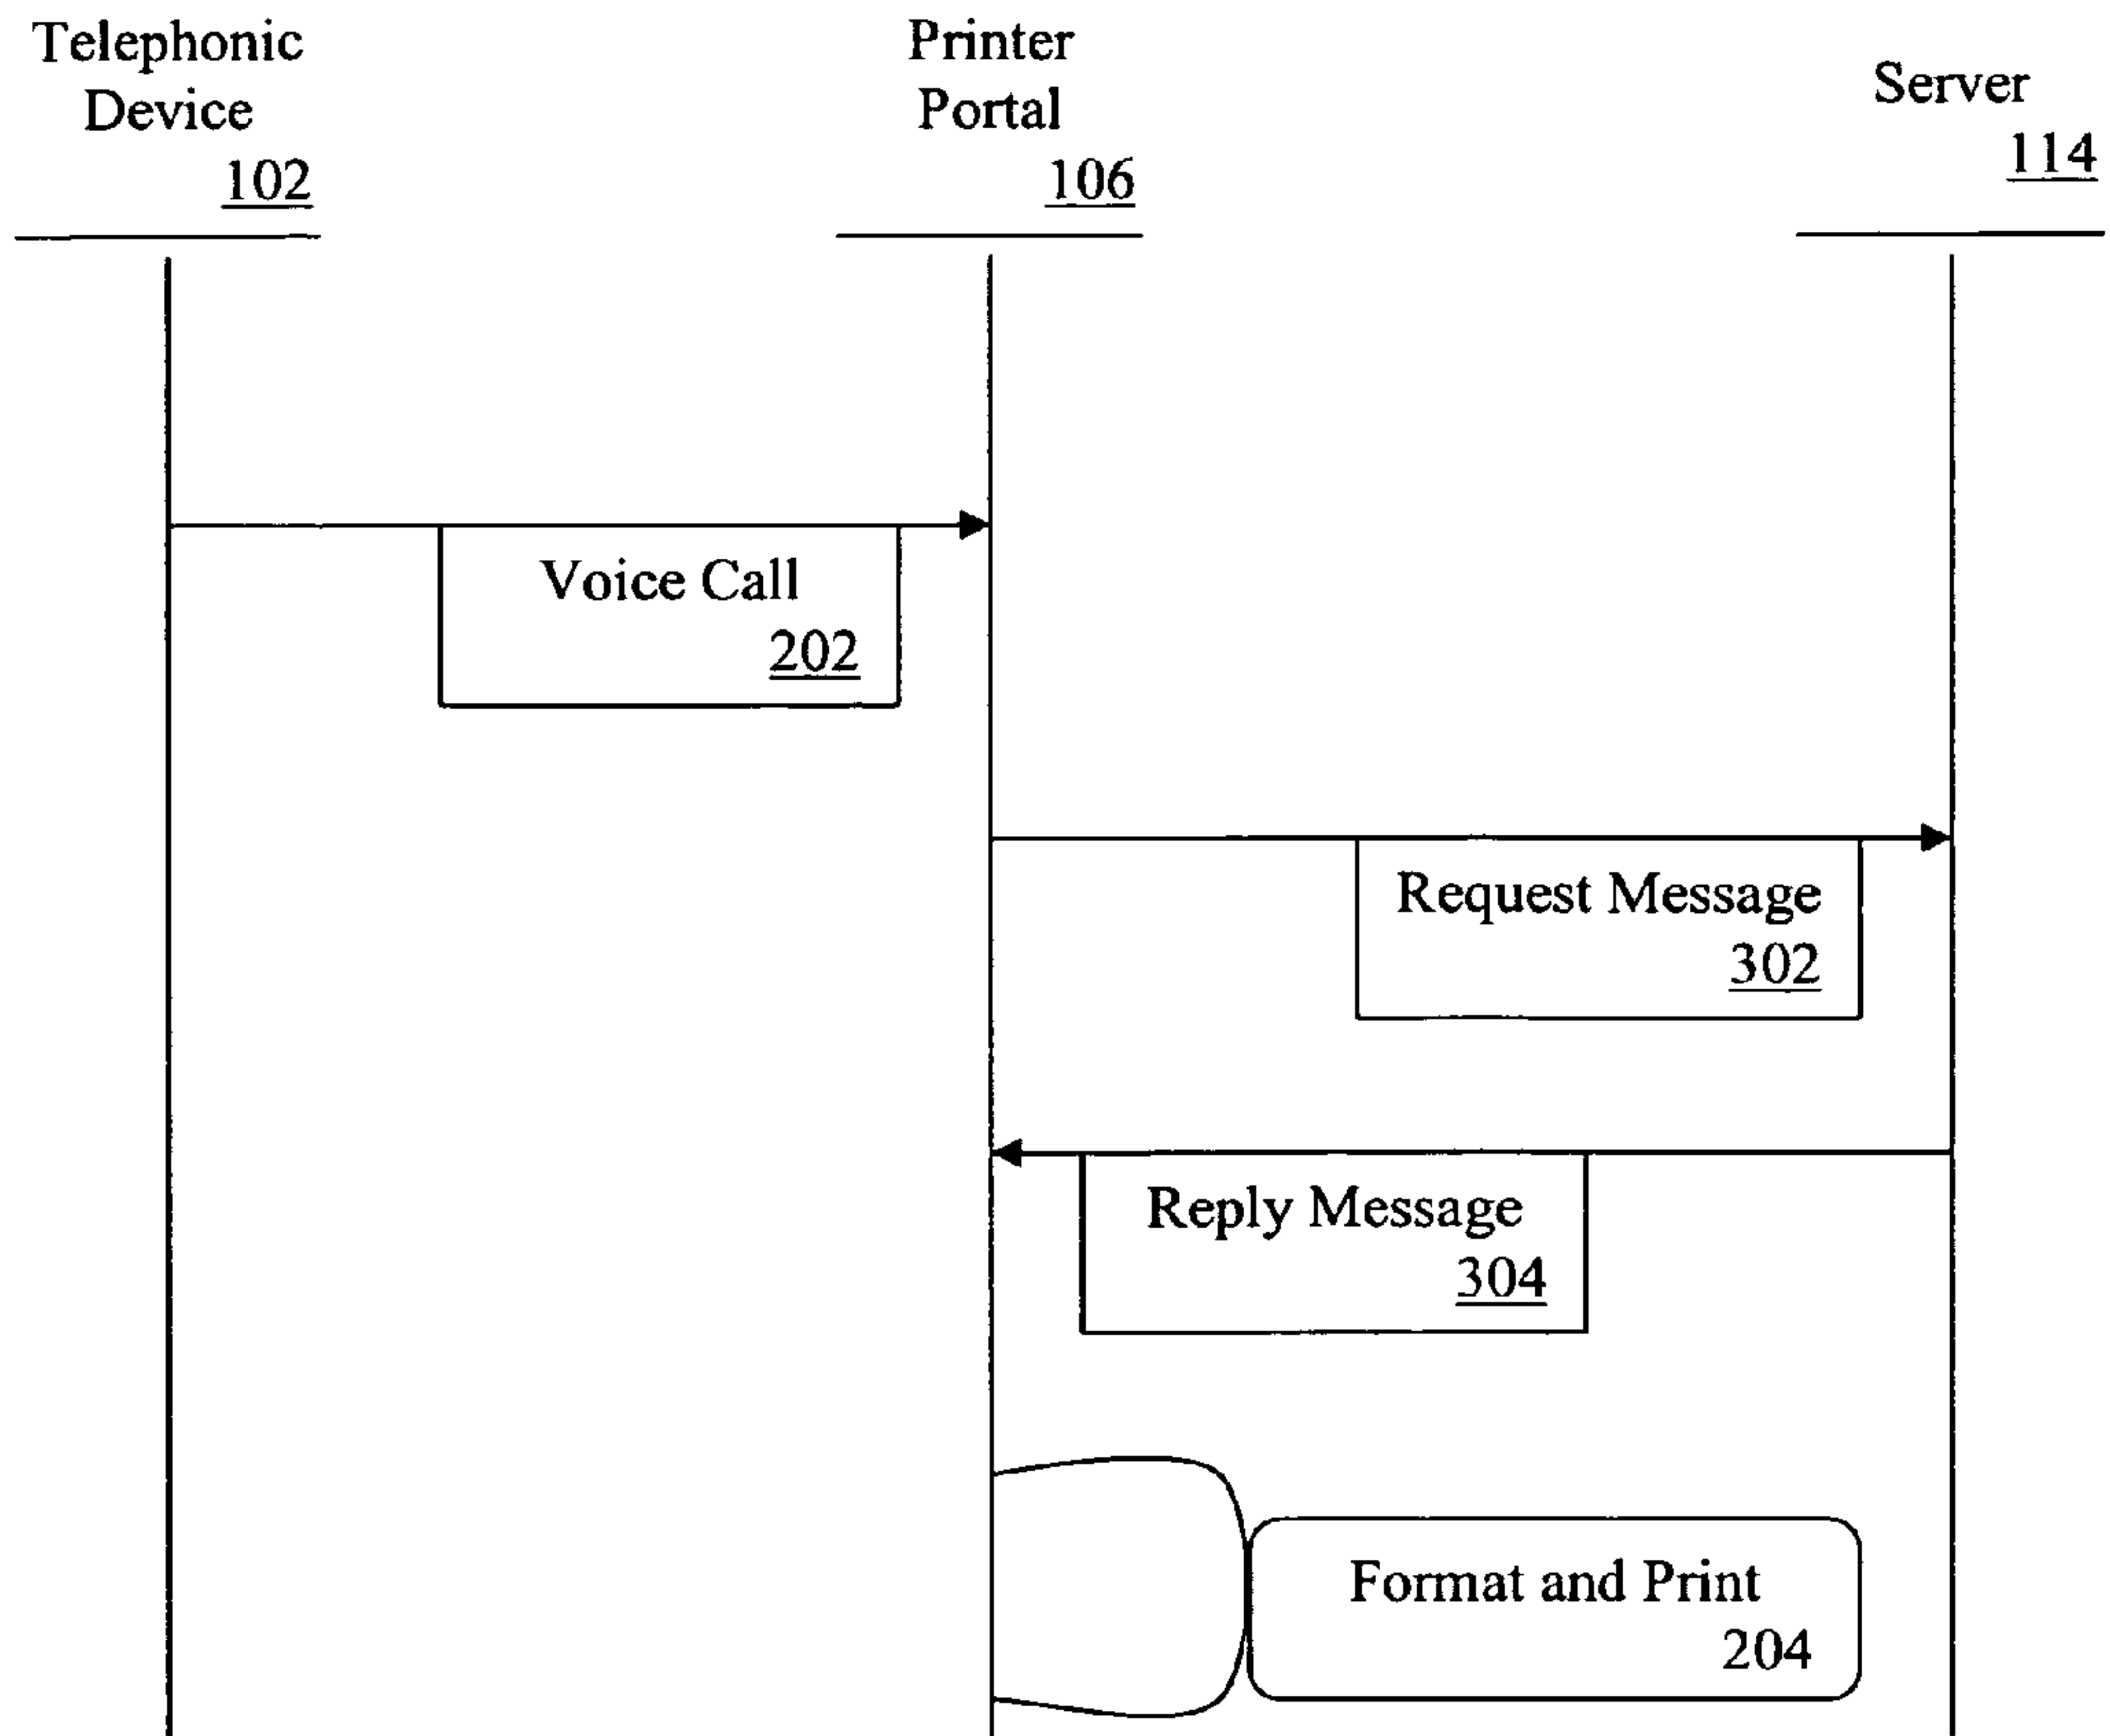 Telephonic
Device
102
Printer
Portal
106
Server
114
Voice Call
202
Request Message
302
Reply Message
304
Format and Print
204